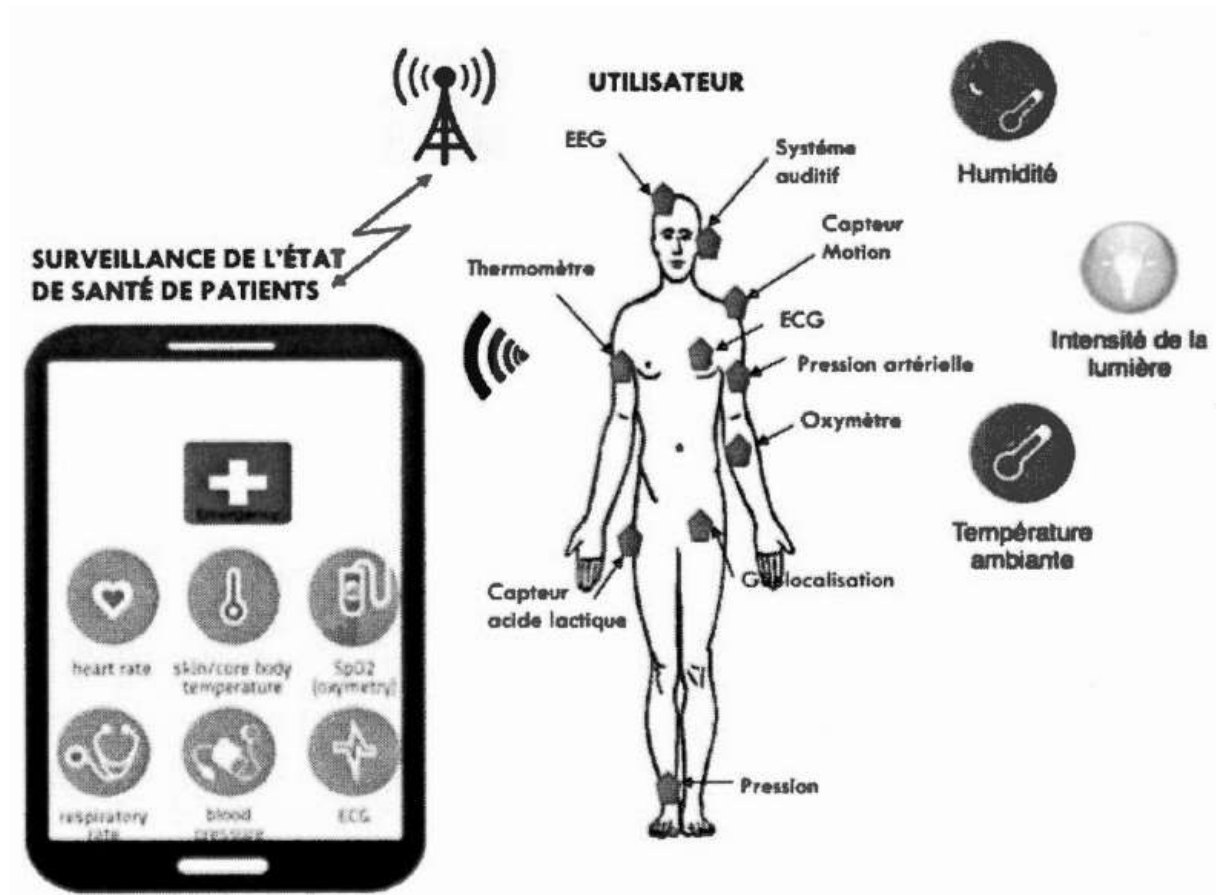 UTILISATEUR
EEG
Systéme
auditif
Humidité
Capteur
Motion
SURVEILLANCE DE L'ÉTAT
DE SANTÉ DE PATIENTS
Thermomètre
ECG
Intensité de la
lumière
Pression artérielle
Oxymètre
Emergency
Température
ambiante
Géolocalisation
Capteur
acide lactique
heart rate
skin/core body
temperature
SpO2
(oxymetry)
Pression
respiratory
rate
blood
pressure
ECG